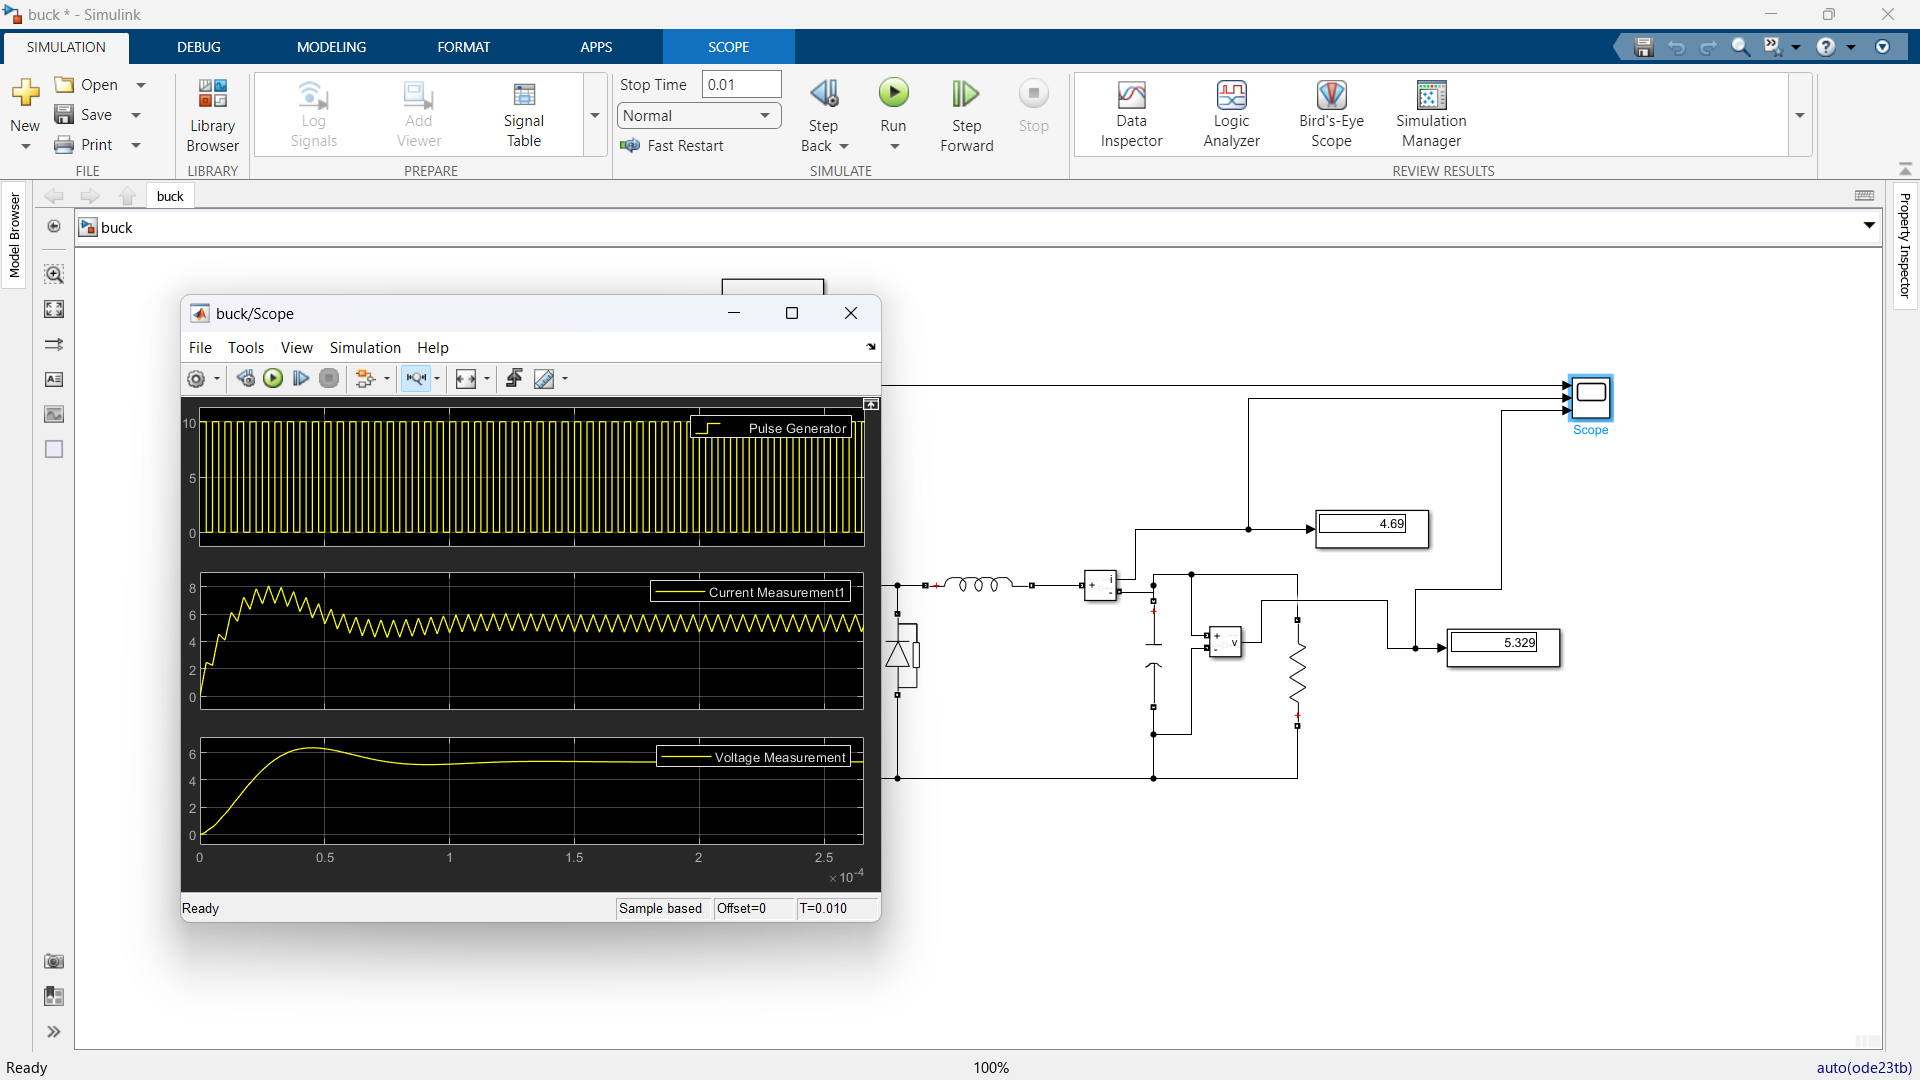 buck * - Simulink
SIMULATION DEBUG MODELING FORMAT APPS SCOPE
New
Open
Save
Print
FILE
Library Browser
LIBRARY
Log Signals
Add Viewer
Signal Table
PREPARE
Stop Time 0.01
Normal
Fast Restart
Step Back
Run
Step Forward
Stop
SIMULATE
Data Inspector
Logic Analyzer
Bird's-Eye Scope
Simulation Manager
REVIEW RESULTS
Model Browser
buck
buck
Property Inspector
buck/Scope
File Tools View Simulation Help
10
5
0
Pulse Generator
8
6
4
2
0
Current Measurement1
6
4
2
0
Voltage Measurement
0 0.5 1 1.5 2 2.5
×10-4
Ready Sample based Offset=0 T=0.010
Scope
4.69
i
+
-
v
+
-
5.329
Ready 100% auto(ode23tb)